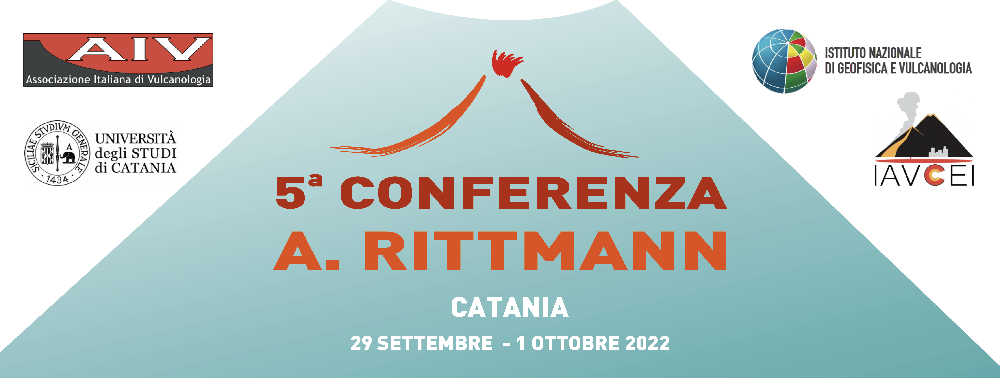 AIV
Associazione Italiana di Vulcanologia
SICILIAE STVDIVM GENERALE
· 1434 ·
A
UNIVERSITÀ
degli STUDI
di CATANIA
ISTITUTO NAZIONALE
DI GEOFISICA E VULCANOLOGIA
IAVCEI
5ª CONFERENZA
A. RITTMANN
CATANIA
29 SETTEMBRE - 1 OTTOBRE 2022